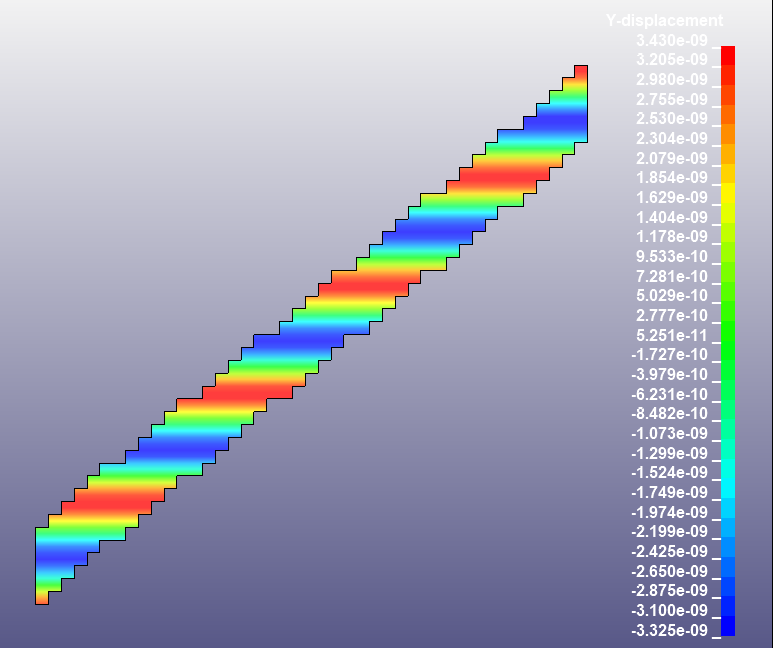 Y-displacement
3.430e-09
3.205e-09
2.980e-09
2.755e-09
2.530e-09
2.304e-09
2.079e-09
1.854e-09
1.629e-09
1.404e-09
1.178e-09
9.533e-10
7.281e-10
5.029e-10
2.777e-10
5.251e-11
-1.727e-10
-3.979e-10
-6.231e-10
-8.482e-10
-1.073e-09
-1.299e-09
-1.524e-09
-1.749e-09
-1.974e-09
-2.199e-09
-2.425e-09
-2.650e-09
-2.875e-09
-3.100e-09
-3.325e-09